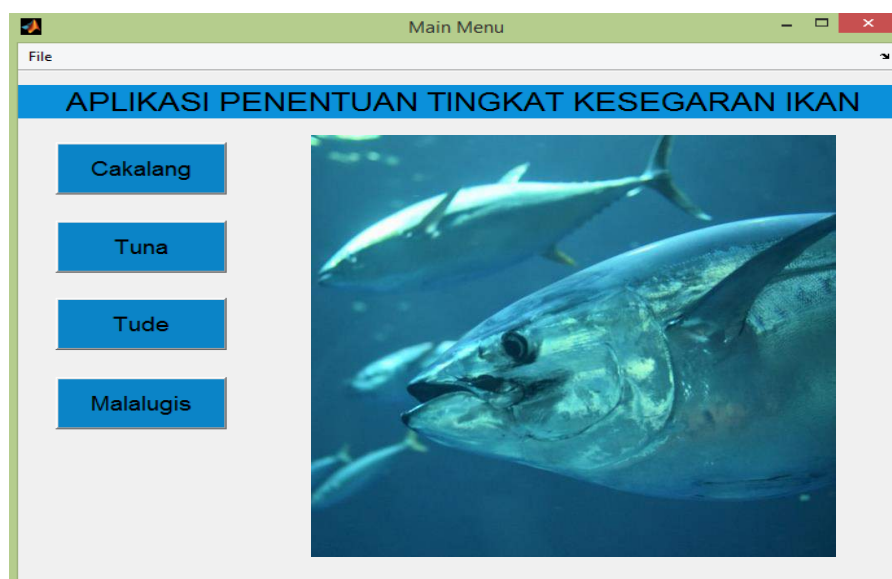 Main Menu
File
APLIKASI PENENTUAN TINGKAT KESEGARAN IKAN
Cakalang
Tuna
Tude
Malalugis